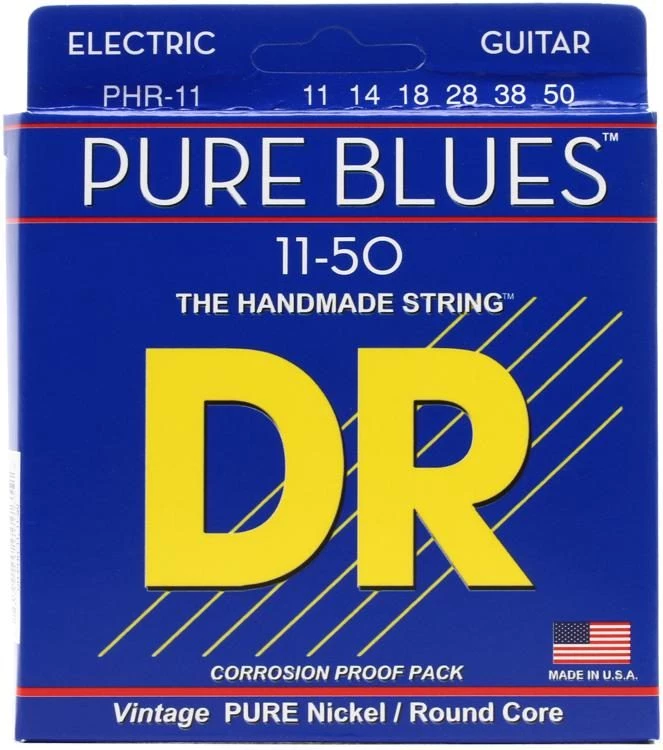 ELECTRIC GUITAR
PHR-11 11 14 18 28 38 50
PURE BLUES™
11-50
THE HANDMADE STRING™
DR
CORROSION PROOF PACK
MADE IN U.S.A.
Vintage PURE Nickel / Round Core